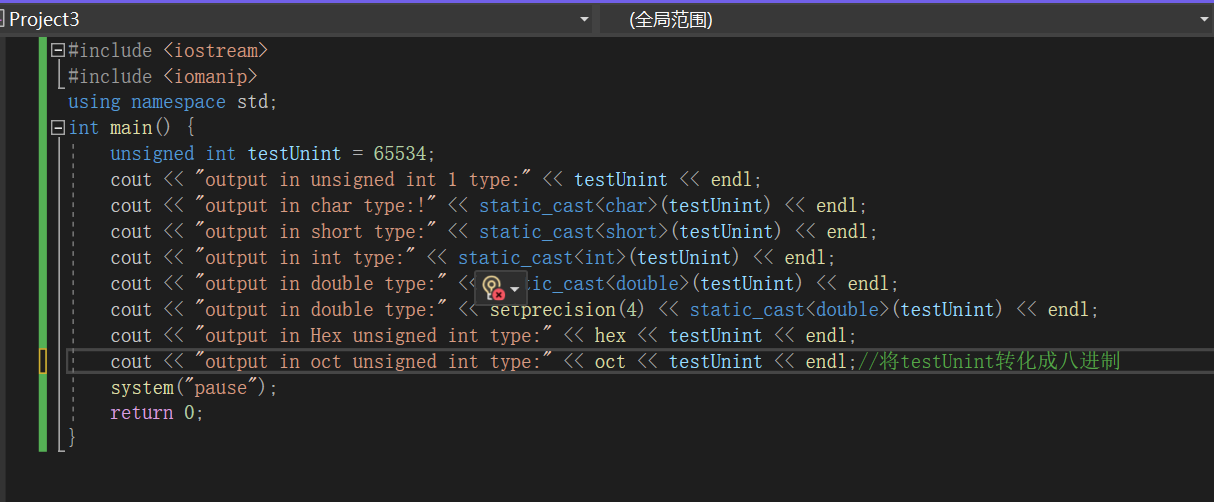 Project3 (全局范围)
#include <iostream>
#include <iomanip>
using namespace std;
int main() {
unsigned int testUnint = 65534;
cout << "output in unsigned int 1 type:" << testUnint << endl;
cout << "output in char type:!" << static_cast<char>(testUnint) << endl;
cout << "output in short type:" << static_cast<short>(testUnint) << endl;
cout << "output in int type:" << static_cast<int>(testUnint) << endl;
cout << "output in double type:" << tic_cast<double>(testUnint) << endl;
cout << "output in double type:" << setprecision(4) << static_cast<double>(testUnint) << endl;
cout << "output in Hex unsigned int type:" << hex << testUnint << endl;
cout << "output in oct unsigned int type:" << oct << testUnint << endl;//将testUnint转化成八进制
system("pause");
return 0;
}